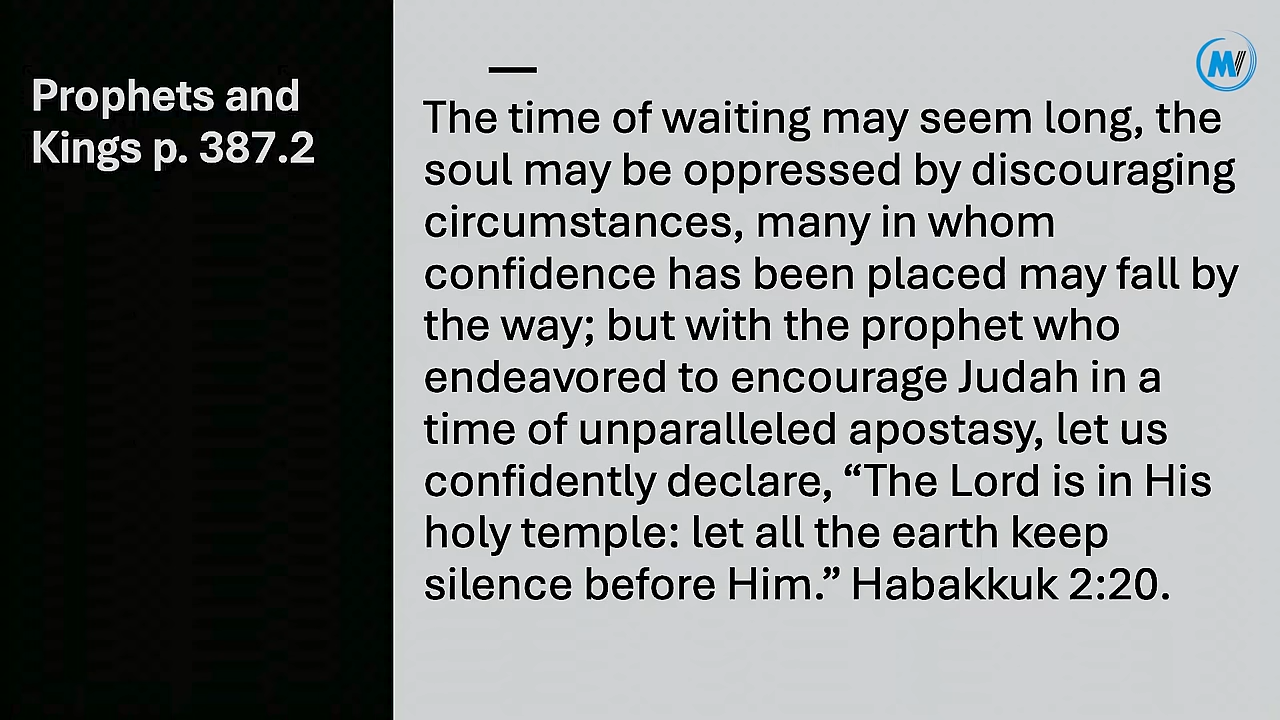 Prophets and
Kings p. 387.2
The time of waiting may seem long, the
soul may be oppressed by discouraging
circumstances, many in whom
confidence has been placed may fall by
the way; but with the prophet who
endeavored to encourage Judah in a
time of unparalleled apostasy, let us
confidently declare, “The Lord is in His
holy temple: let all the earth keep
silence before Him.” Habakkuk 2:20.
MV